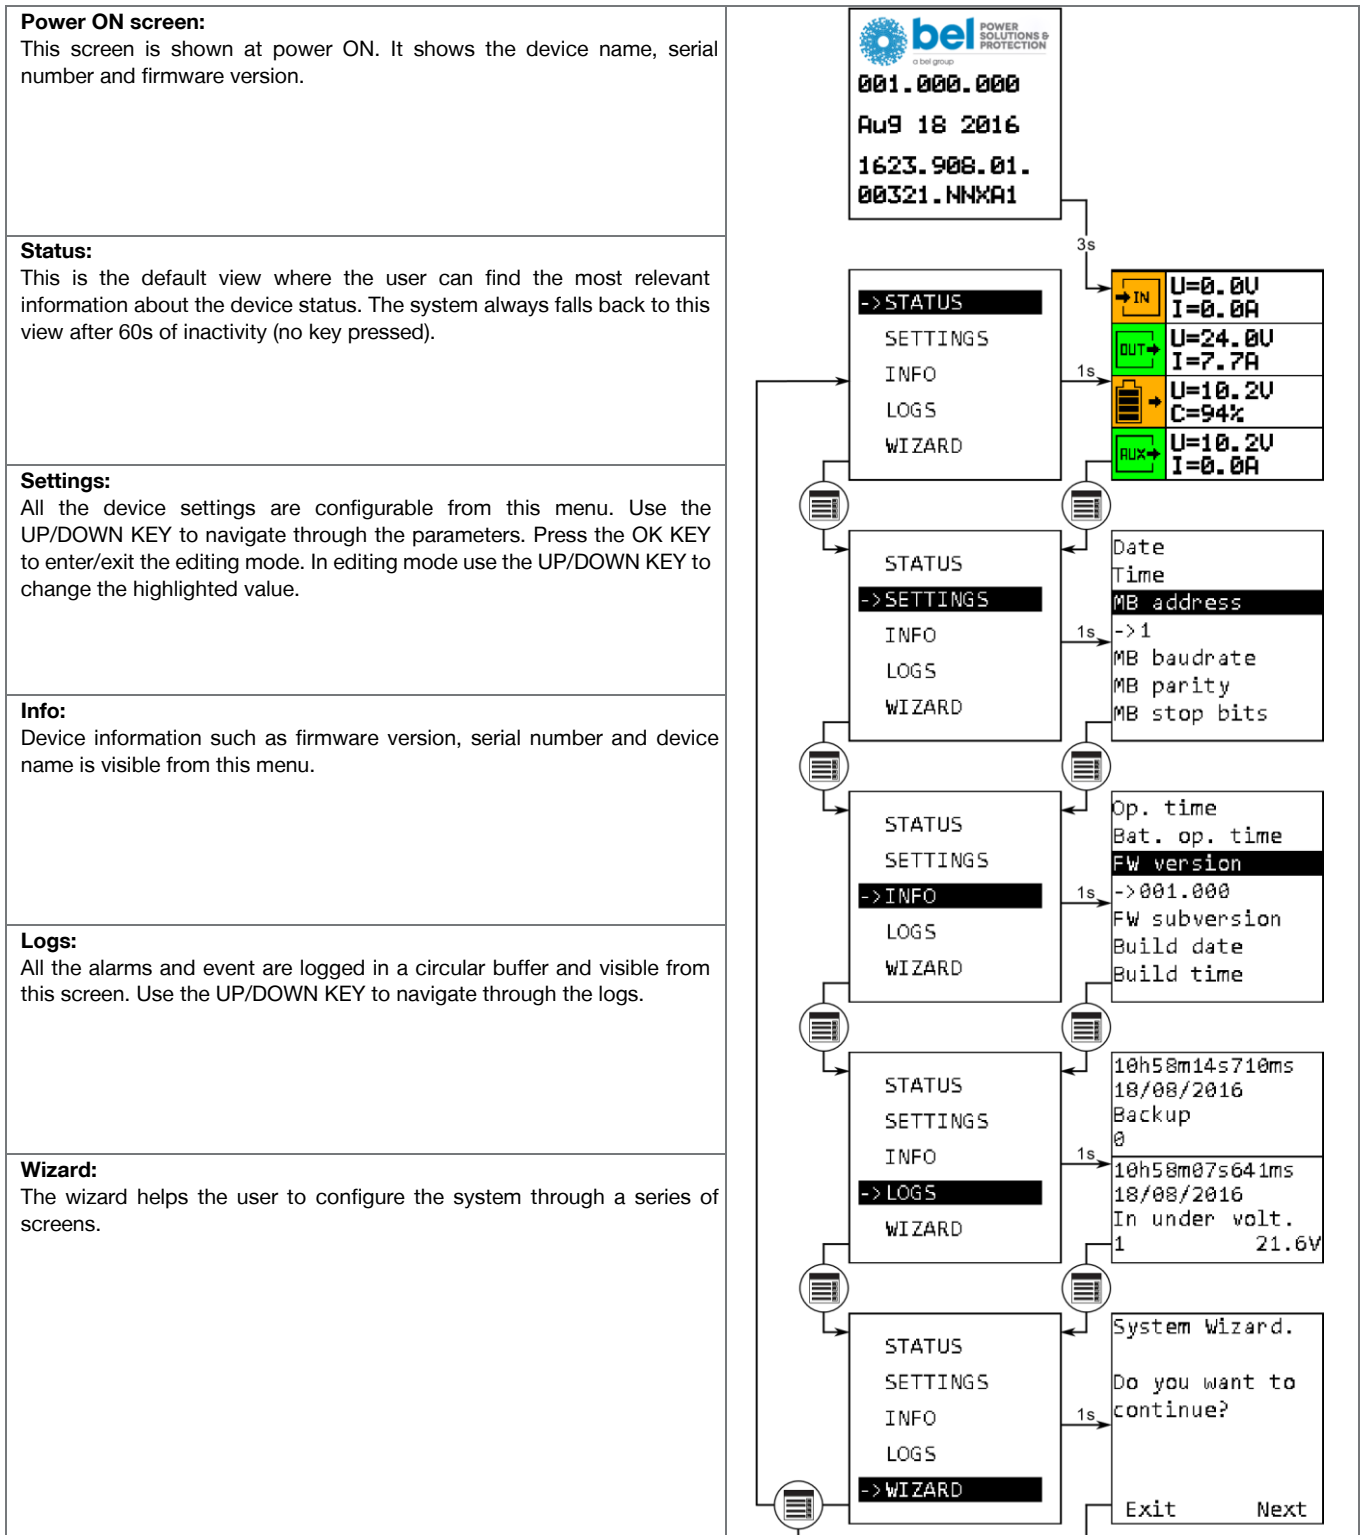 Power ON screen:
This screen is shown at power ON. It shows the device name, serial
number and firmware version.
bel POWER
SOLUTIONS &
PROTECTION
a bel group
001.000.000
Aug 18 2016
1623.908.01.
00321.NNXA1
3s
Status:
This is the default view where the user can find the most relevant
information about the device status. The system always falls back to this
view after 60s of inactivity (no key pressed).
->STATUS
SETTINGS
INFO
LOGS
WIZARD
1s
IN
U=0.0V
I=0.0A
OUT
U=24.0V
I=7.7A
U=10.2V
C=94%
AUX
U=10.2V
I=0.0A
Settings:
All the device settings are configurable from this menu. Use the
UP/DOWN KEY to navigate through the parameters. Press the OK KEY
to enter/exit the editing mode. In editing mode use the UP/DOWN KEY to
change the highlighted value.
STATUS
->SETTINGS
INFO
LOGS
WIZARD
1s
Date
Time
MB address
->1
MB baudrate
MB parity
MB stop bits
Info:
Device information such as firmware version, serial number and device
name is visible from this menu.
STATUS
SETTINGS
->INFO
LOGS
WIZARD
1s
Op. time
Bat. op. time
FW version
->001.000
FW subversion
Build date
Build time
Logs:
All the alarms and event are logged in a circular buffer and visible from
this screen. Use the UP/DOWN KEY to navigate through the logs.
STATUS
SETTINGS
INFO
->LOGS
WIZARD
1s
10h58m14s710ms
18/08/2016
Backup
0
10h58m07s641ms
18/08/2016
In under volt.
1 21.6V
Wizard:
The wizard helps the user to configure the system through a series of
screens.
STATUS
SETTINGS
INFO
LOGS
->WIZARD
1s
System Wizard.
Do you want to
continue?
Exit Next